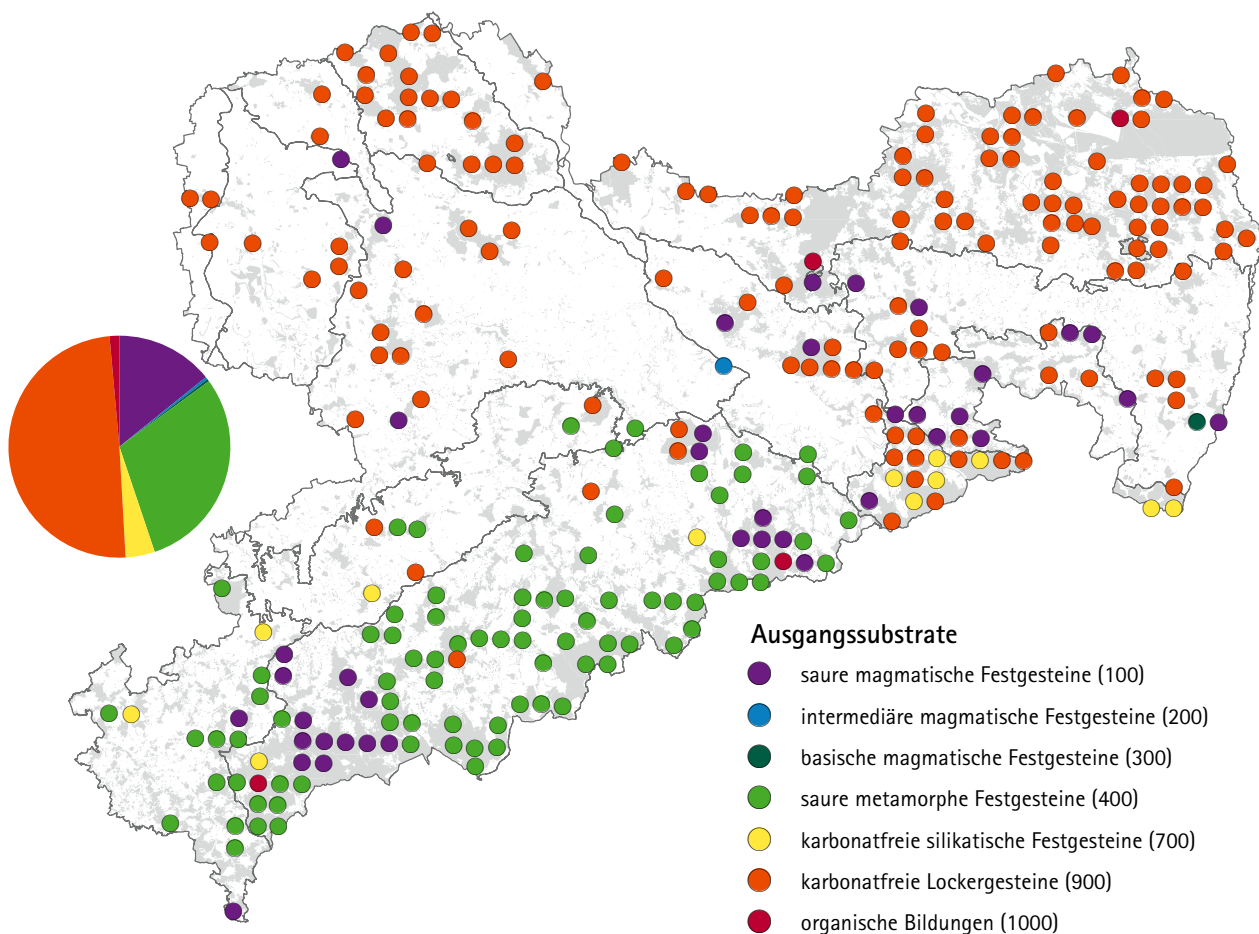 Ausgangssubstrate
saure magmatische Festgesteine (100)
intermediäre magmatische Festgesteine (200)
basische magmatische Festgesteine (300)
saure metamorphe Festgesteine (400)
karbonatfreie silikatische Festgesteine (700)
karbonatfreie Lockergesteine (900)
organische Bildungen (1000)